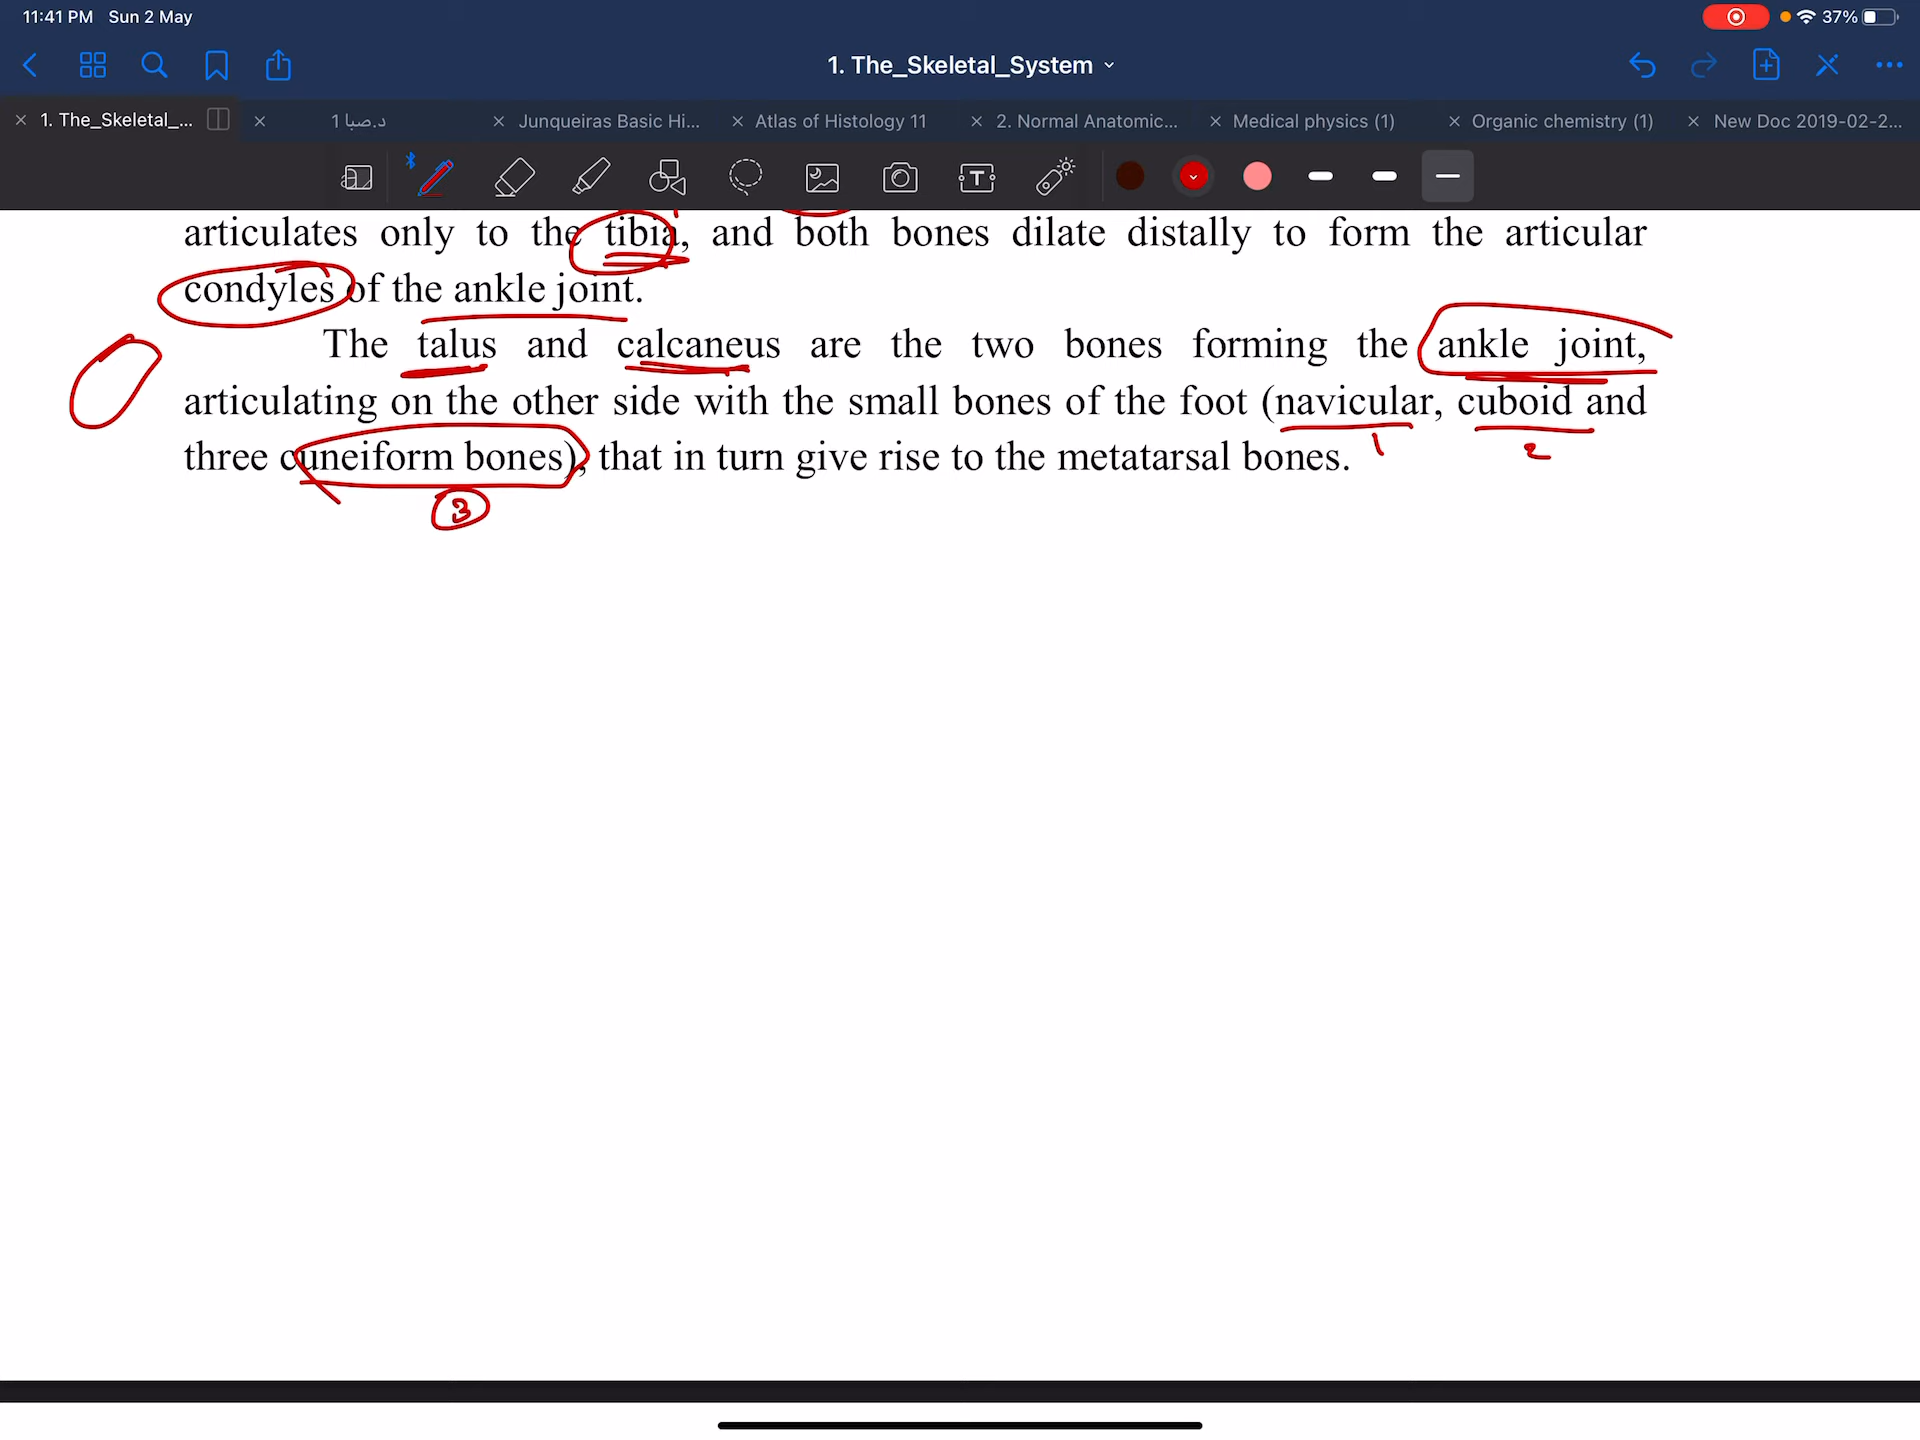 11:41 PM Sun 2 May
37%
1. The_Skeletal_System
1. The_Skeletal_...
د.صبا 1
Junqueiras Basic Hi...
Atlas of Histology 11
2. Normal Anatomic...
Medical physics (1)
Organic chemistry (1)
New Doc 2019-02-2...
articulates only to the tibia, and both bones dilate distally to form the articular
condyles of the ankle joint.
The talus and calcaneus are the two bones forming the ankle joint,
articulating on the other side with the small bones of the foot (navicular, cuboid and
three cuneiform bones), that in turn give rise to the metatarsal bones.
1
2
3